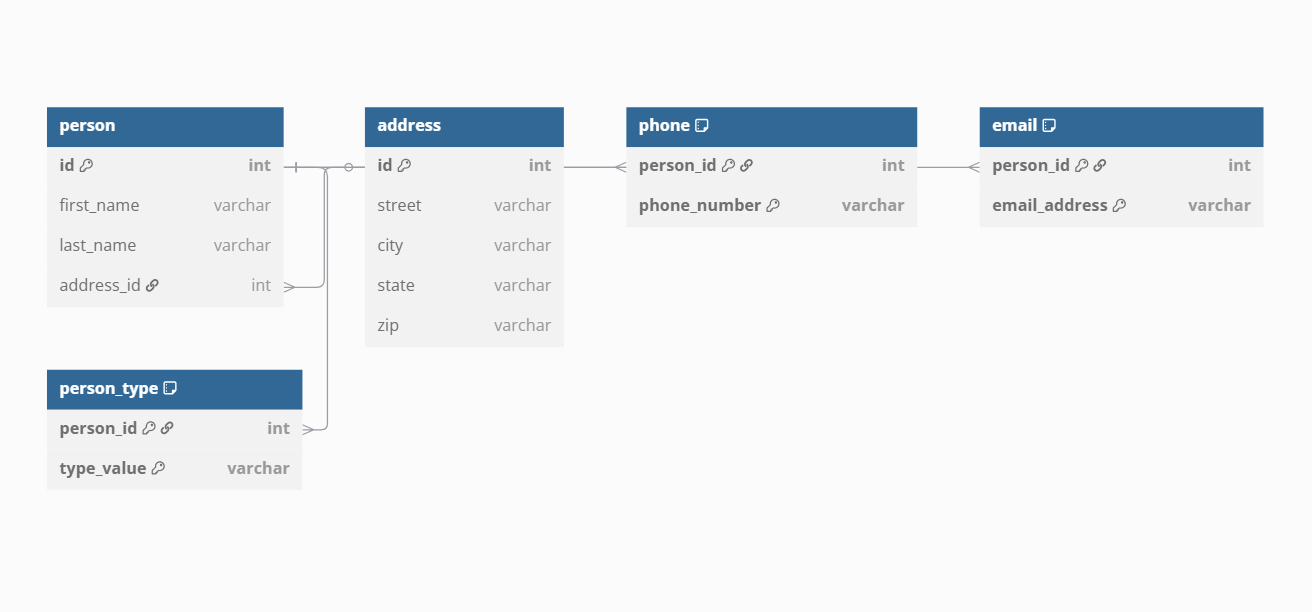 person
id int
first_name varchar
last_name varchar
address_id int
address
id int
street varchar
city varchar
state varchar
zip varchar
phone
person_id int
phone_number varchar
email
person_id int
email_address varchar
person_type
person_id int
type_value varchar